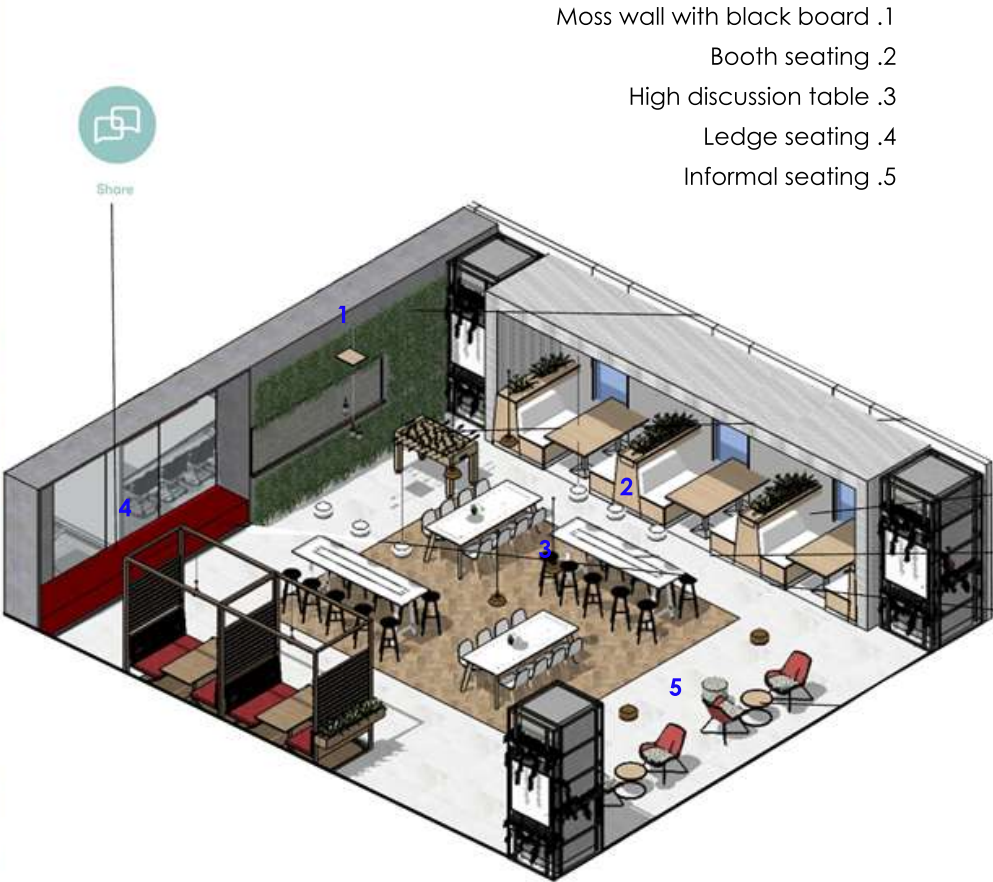 Moss wall with black board .1
Booth seating .2
High discussion table .3
Ledge seating .4
Informal seating .5
Share
1
2
4
3
5